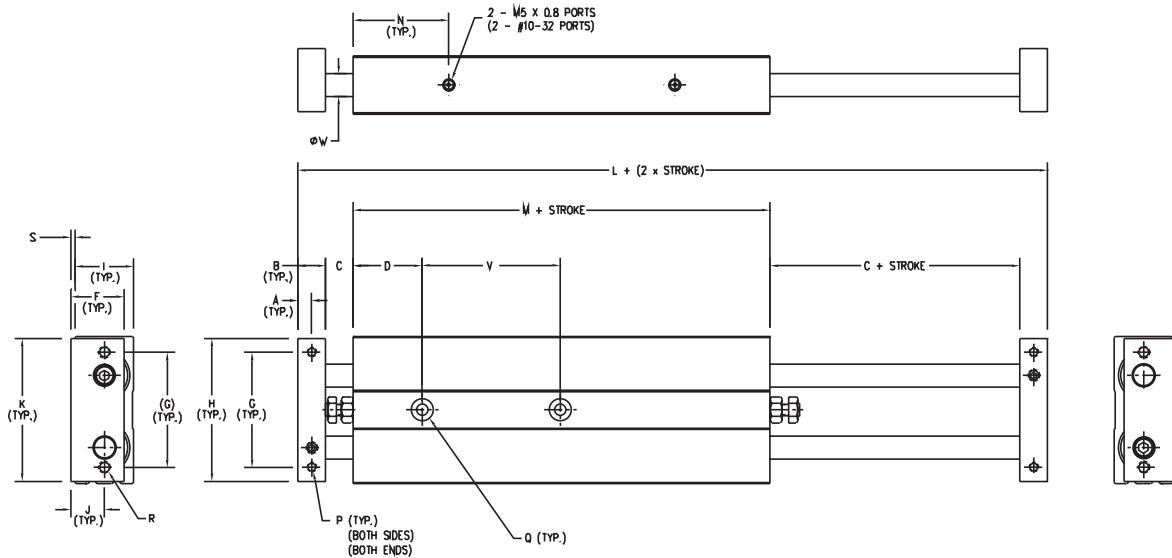 N
(TYP.)
2 - M5 X 0.8 PORTS
(2 - #10-32 PORTS)
øW
L + (2 x STROKE)
M + STROKE
S
I
(TYP.)
F
(TYP.)
B
(TYP.)
C
D
V
C + STROKE
A
(TYP.)
K
(TYP.)
(G)
(TYP.)
H
(TYP.)
G
(TYP.)
J
(TYP.)
R
P (TYP.)
(BOTH SIDES)
(BOTH ENDS)
Q (TYP.)